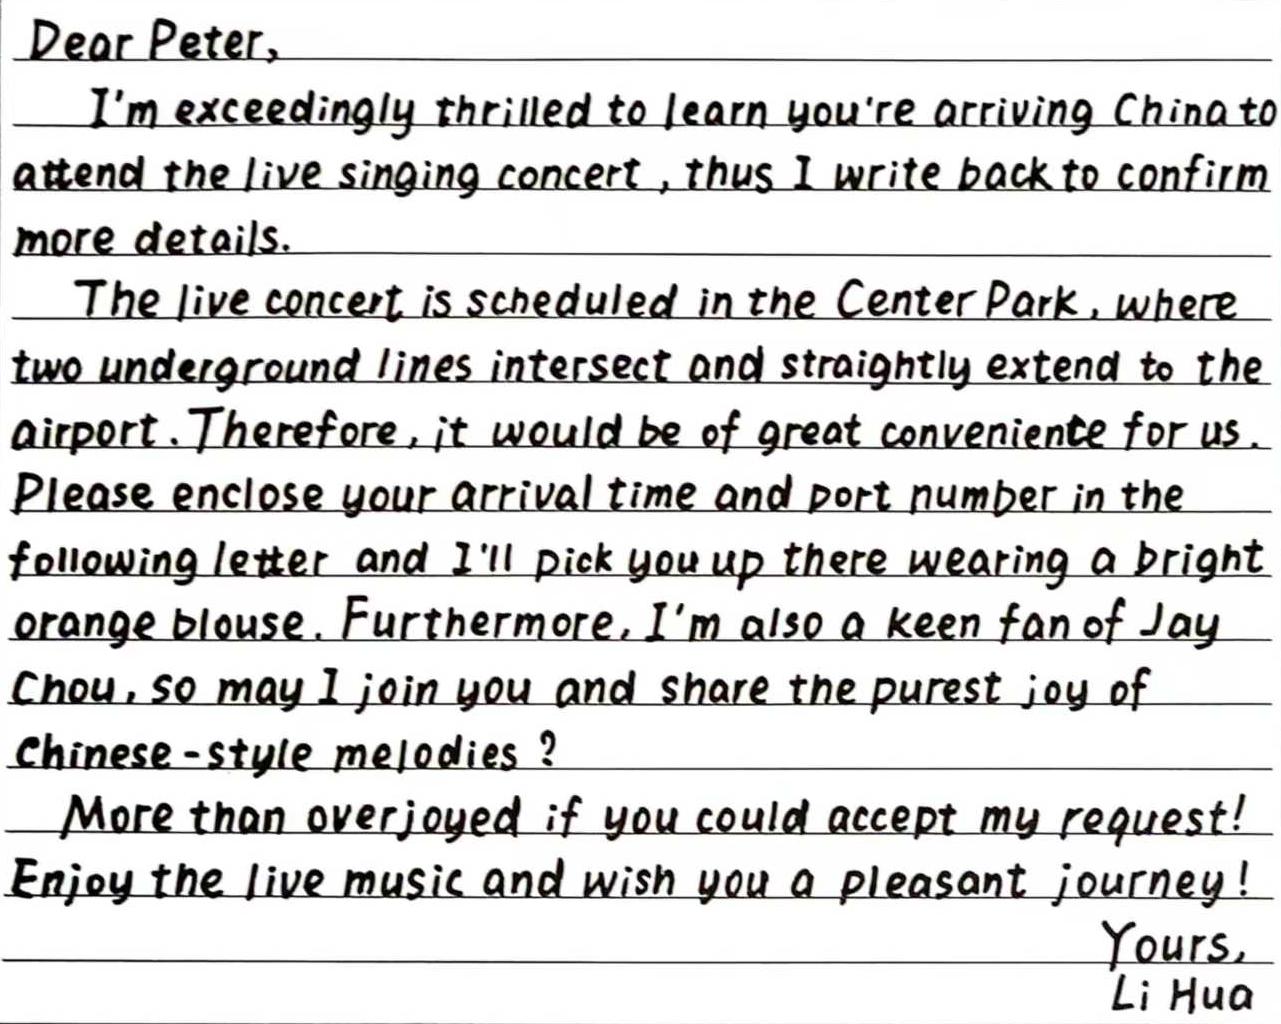 Dear Peter,
I'm exceedingly thrilled to learn you're arriving China to
attend the live singing concert, thus I write back to confirm
more details.
The live concert is scheduled in the Center Park, where
two underground lines intersect and straightly extend to the
airport. Therefore, it would be of great conveniente for us.
Please enclose your arrival time and port number in the
following letter and I'll pick you up there wearing a bright
orange blouse. Furthermore, I'm also a keen fan of Jay
Chou, so may I join you and share the purest joy of
Chinese-style melodies?
More than overjoyed if you could accept my request!
Enjoy the live music and wish you a pleasant journey!
Yours,
Li Hua